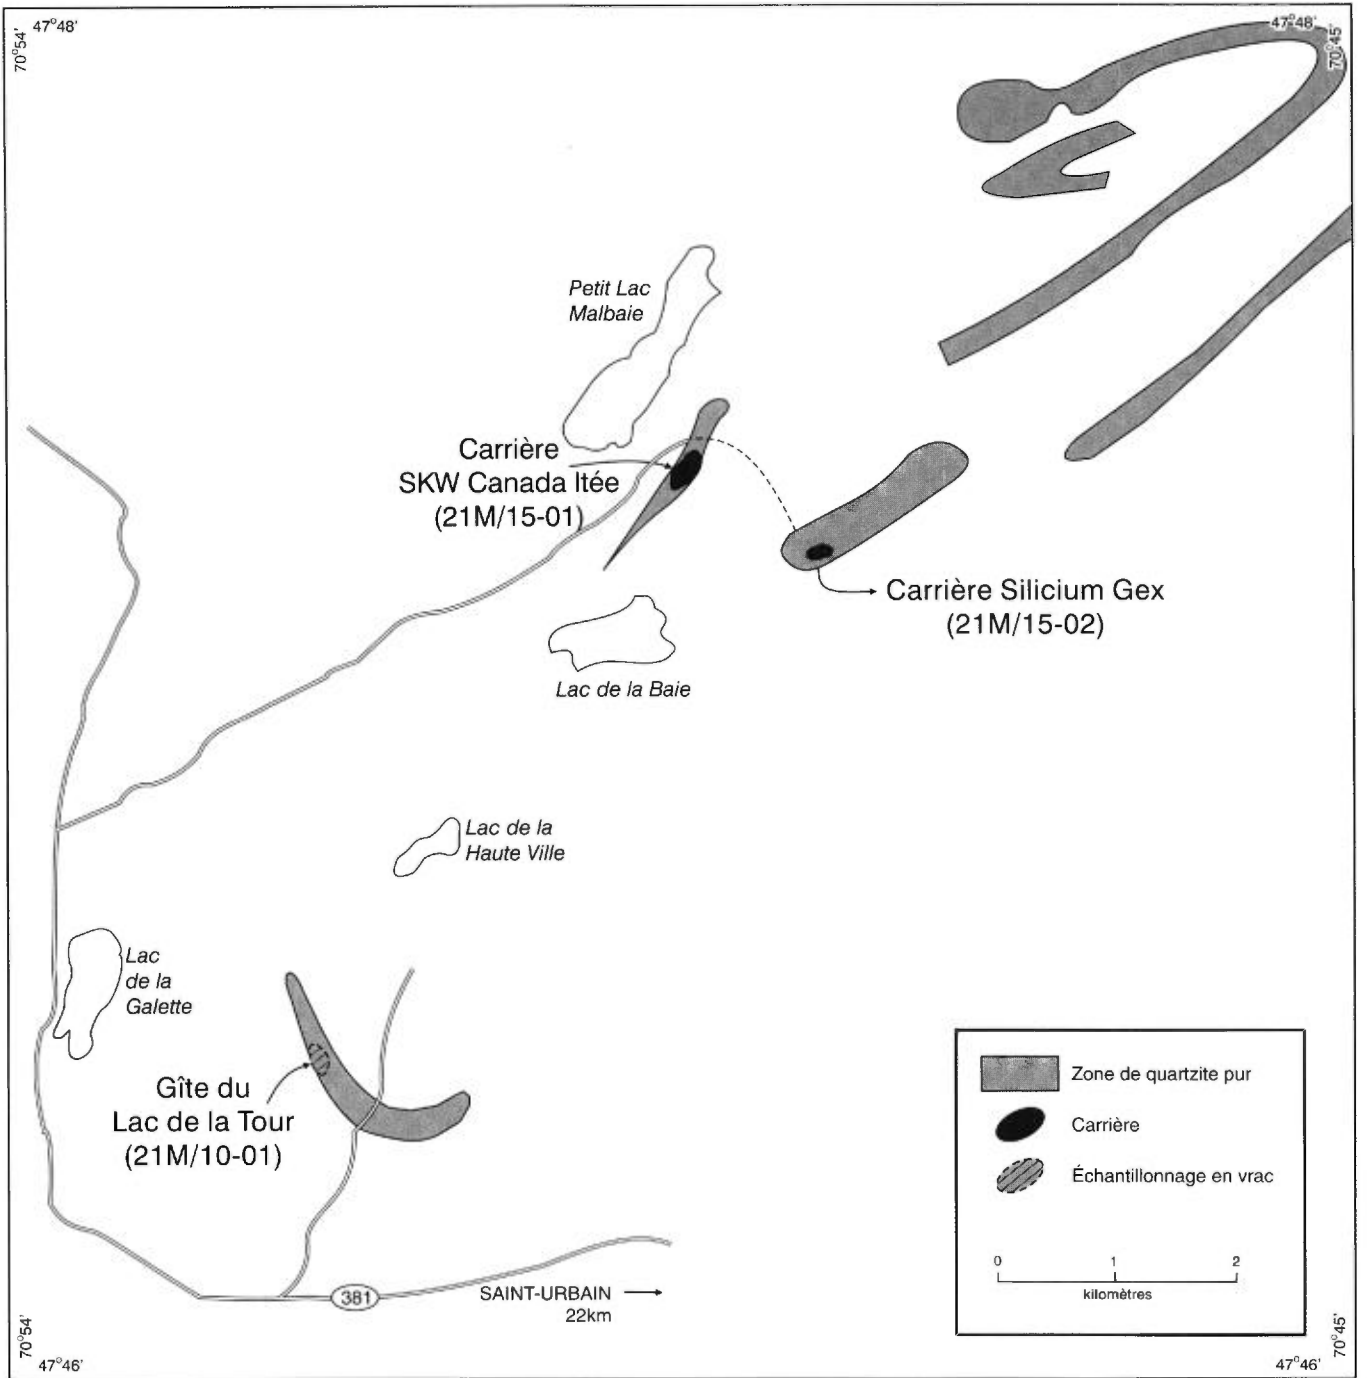 47°48'
70°54'
47°48'
70°45'
Petit Lac
Malbaie
Carrière
SKW Canada ltée
(21M/15-01)
Carrière Silicium Gex
(21M/15-02)
Lac de la Baie
Lac de la
Haute Ville
Lac
de la
Galette
Gîte du
Lac de la Tour
(21M/10-01)
Zone de quartzite pur
Carrière
Échantillonnage en vrac
0 1 2
kilomètres
381
SAINT-URBAIN
22km
70°54'
47°46'
70°45'
47°46'